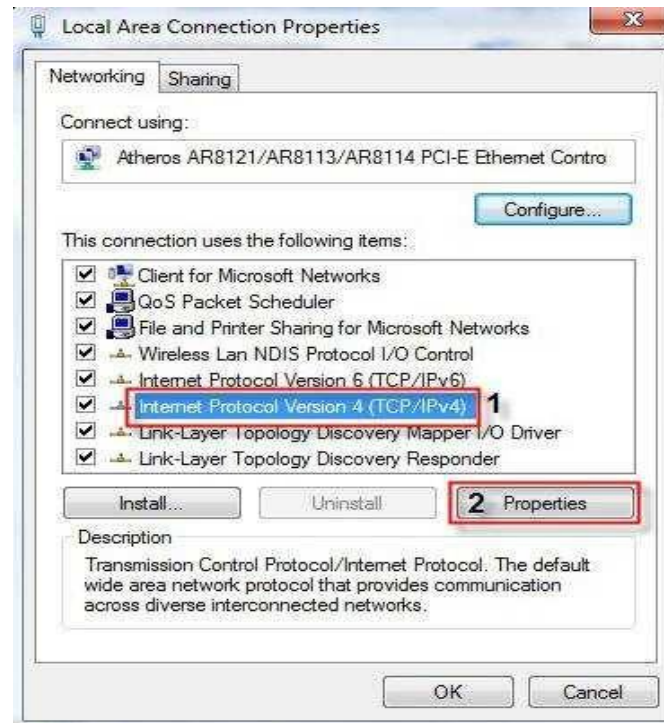 Local Area Connection Properties
Networking Sharing
Connect using:
Atheros AR8121/AR8113/AR8114 PCI-E Ethernet Contro
Configure...
This connection uses the following items:
Client for Microsoft Networks
QoS Packet Scheduler
File and Printer Sharing for Microsoft Networks
Wireless Lan NDIS Protocol I/O Control
Internet Protocol Version 6 (TCP/IPv6)
Internet Protocol Version 4 (TCP/IPv4) 1
Link-Layer Topology Discovery Mapper I/O Driver
Link-Layer Topology Discovery Responder
Install... Uninstall 2 Properties
Description
Transmission Control Protocol/Internet Protocol. The default
wide area network protocol that provides communication
across diverse interconnected networks.
OK Cancel